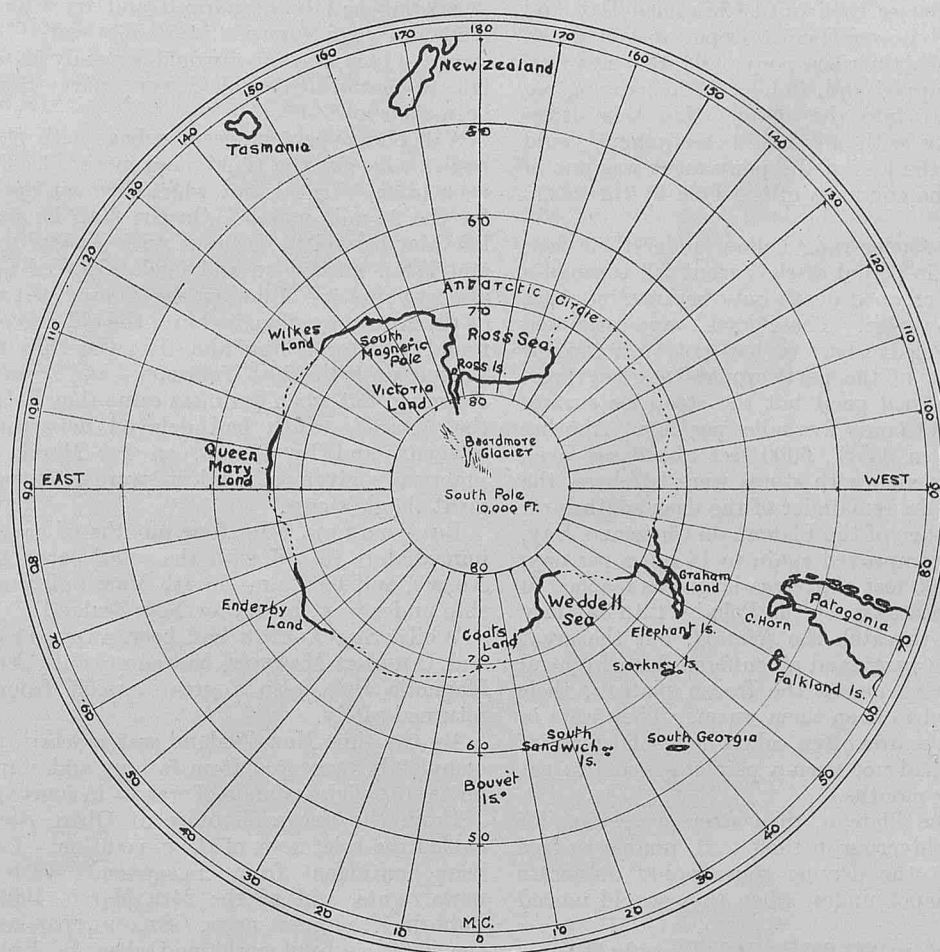 180
170
170
160
160
150
150
140
140
130
130
120
120
110
110
100
100
New Zealand
Tasmania
50
60
Antarctic Circle
70
Wilkes
Land
South
Magnetic
Pole
Ross Sea
Ross Is.
Victoria
Land
80
Beardmore
Glacier
South Pole
10,000 Ft.
Queen
Mary
Land
90
EAST
WEST
90
80
80
80
Enderby
Land
Coats
Land
Weddell
Sea
Graham
Land
Elephant Is.
C.Horn
Patagonia
Falkland Is.
S.Orkney Is.
70
70
70
South
Sandwich
Is.
South Georgia
Bouvet
Is.
60
60
60
50
50
50
40
40
30
30
20
20
10
10
M.C.
0